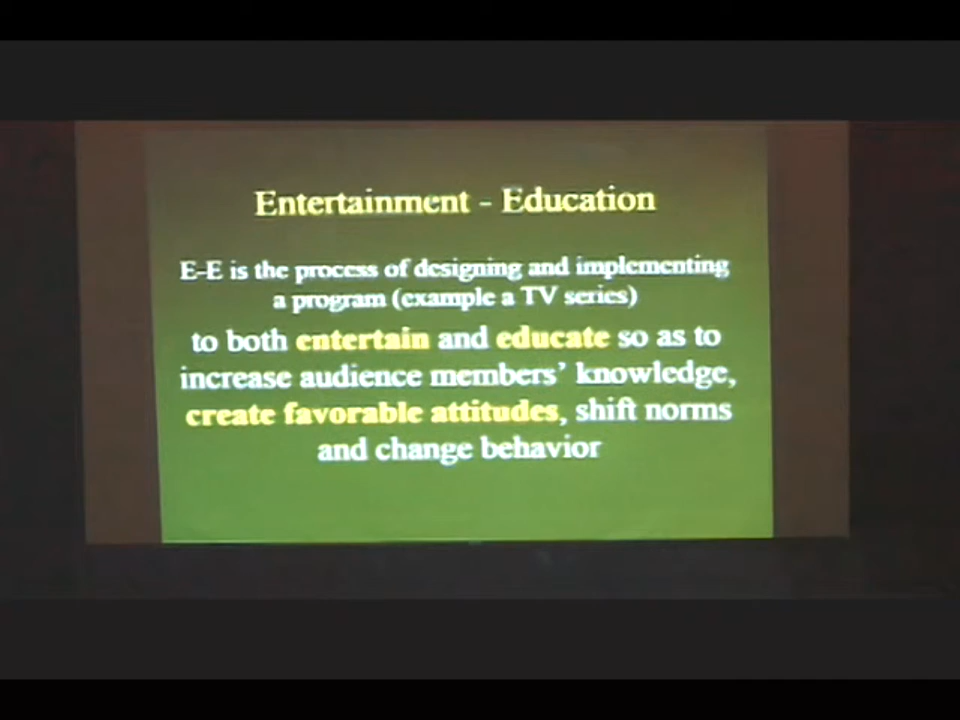 Entertainment - Education
E-E is the process of designing and implementing
a program (example a TV series)
to both entertain and educate so as to
increase audience members' knowledge,
create favorable attitudes, shift norms
and change behavior